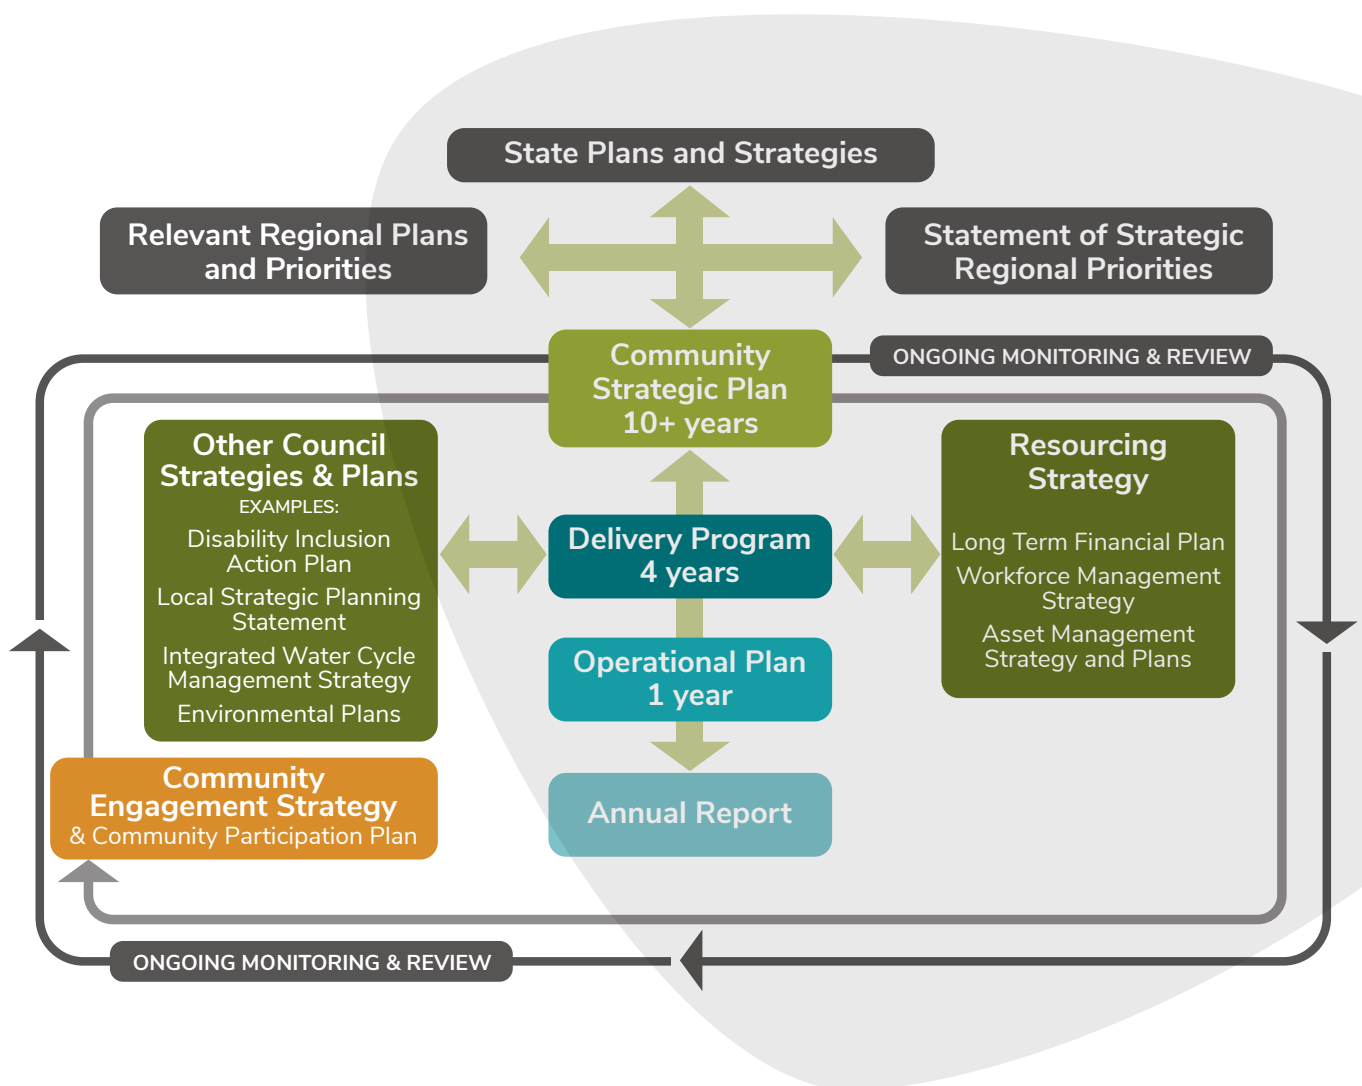 State Plans and Strategies
Relevant Regional Plans
and Priorities
Statement of Strategic
Regional Priorities
Community
Strategic Plan
10+ years
ONGOING MONITORING & REVIEW
Other Council
Strategies & Plans
EXAMPLES:
Disability Inclusion
Action Plan
Local Strategic Planning
Statement
Integrated Water Cycle
Management Strategy
Environmental Plans
Delivery Program
4 years
Resourcing
Strategy
Long Term Financial Plan
Workforce Management
Strategy
Asset Management
Strategy and Plans
Operational Plan
1 year
Community
Engagement Strategy
& Community Participation Plan
Annual Report
ONGOING MONITORING & REVIEW